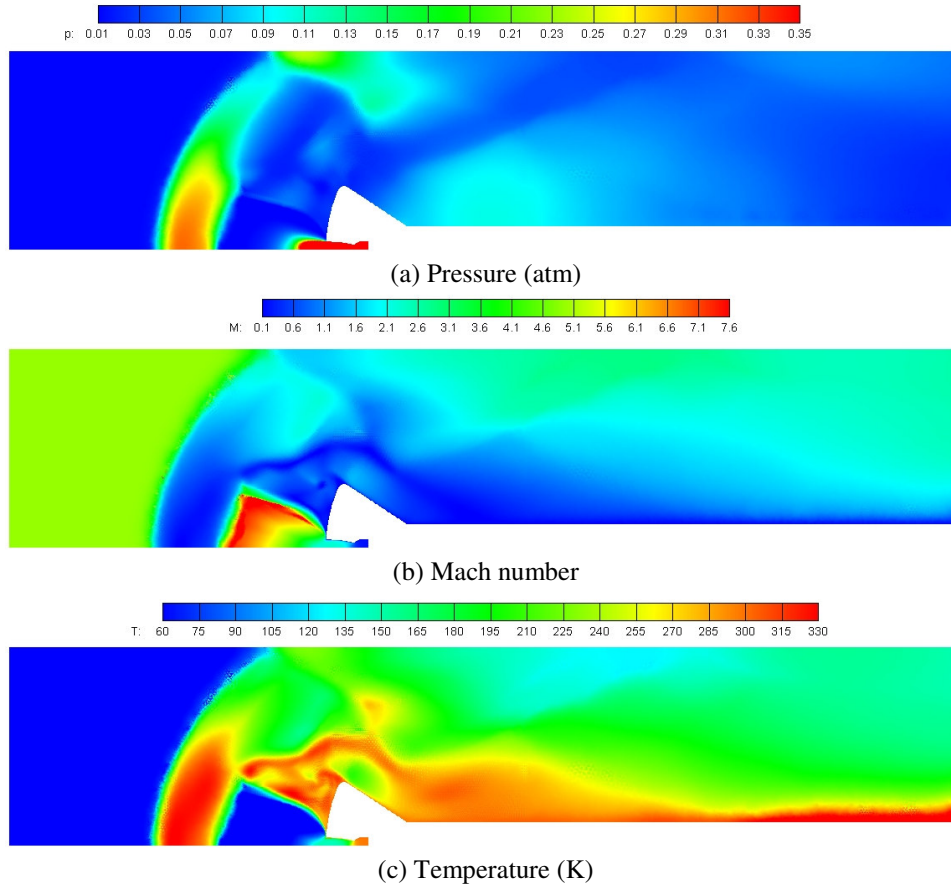 p: 0.01 0.03 0.05 0.07 0.09 0.11 0.13 0.15 0.17 0.19 0.21 0.23 0.25 0.27 0.29 0.31 0.33 0.35
(a) Pressure (atm)
M: 0.1 0.6 1.1 1.6 2.1 2.6 3.1 3.6 4.1 4.6 5.1 5.6 6.1 6.6 7.1 7.6
(b) Mach number
T: 60 75 90 105 120 135 150 165 180 195 210 225 240 255 270 285 300 315 330
(c) Temperature (K)